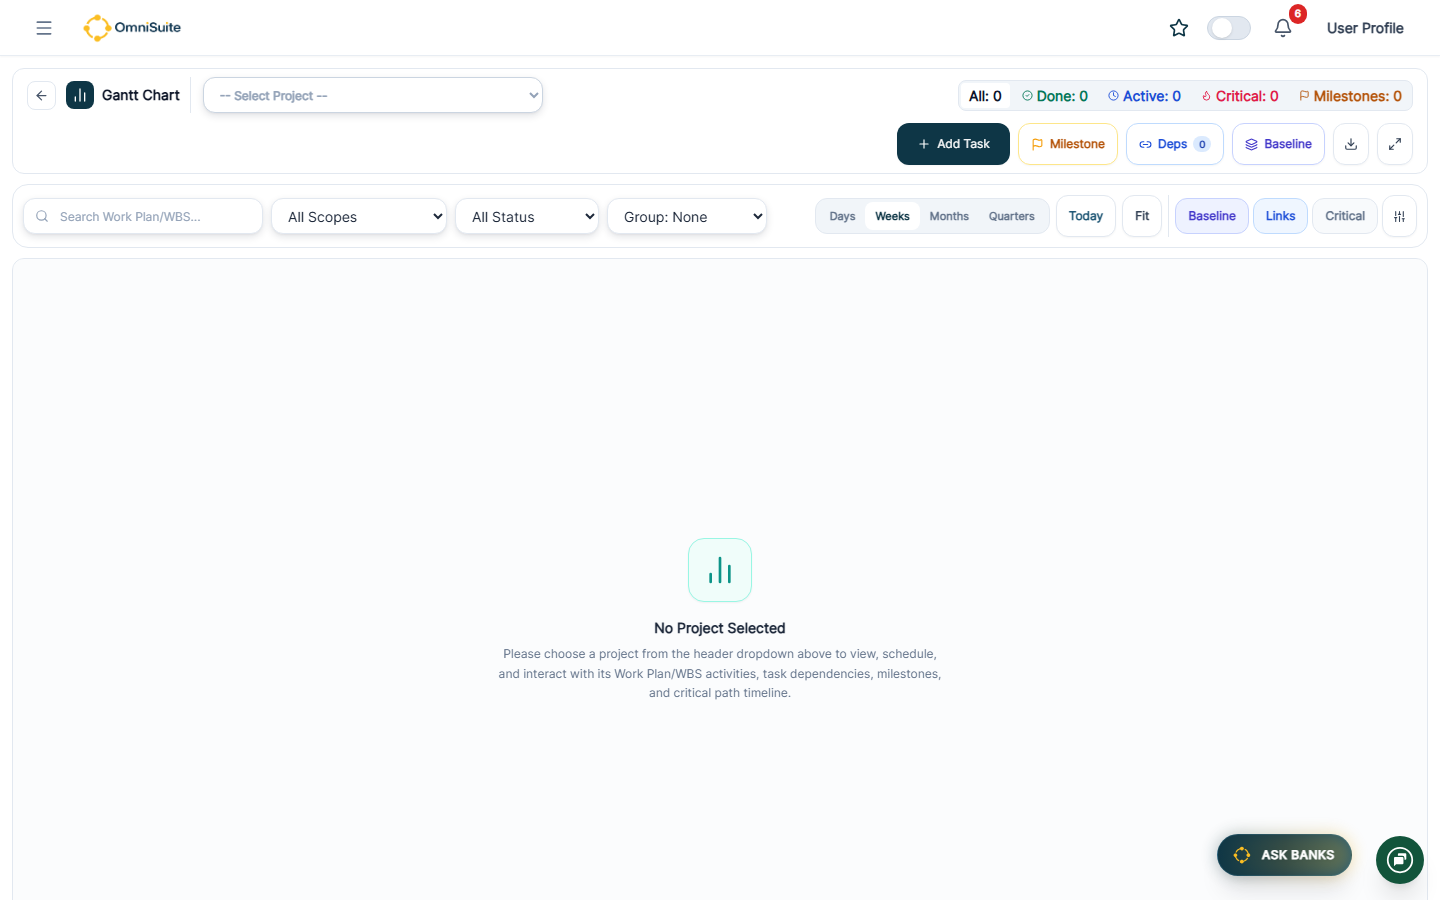 OmniSuite
6
User Profile
Gantt Chart
-- Select Project --
All: 0
Done: 0
Active: 0
Critical: 0
Milestones: 0
Add Task
Milestone
Deps 0
Baseline
Search Work Plan/WBS...
All Scopes
All Status
Group: None
Days
Weeks
Months
Quarters
Today
Fit
Baseline
Links
Critical
No Project Selected
Please choose a project from the header dropdown above to view, schedule,
and interact with its Work Plan/WBS activities, task dependencies, milestones,
and critical path timeline.
ASK BANKS